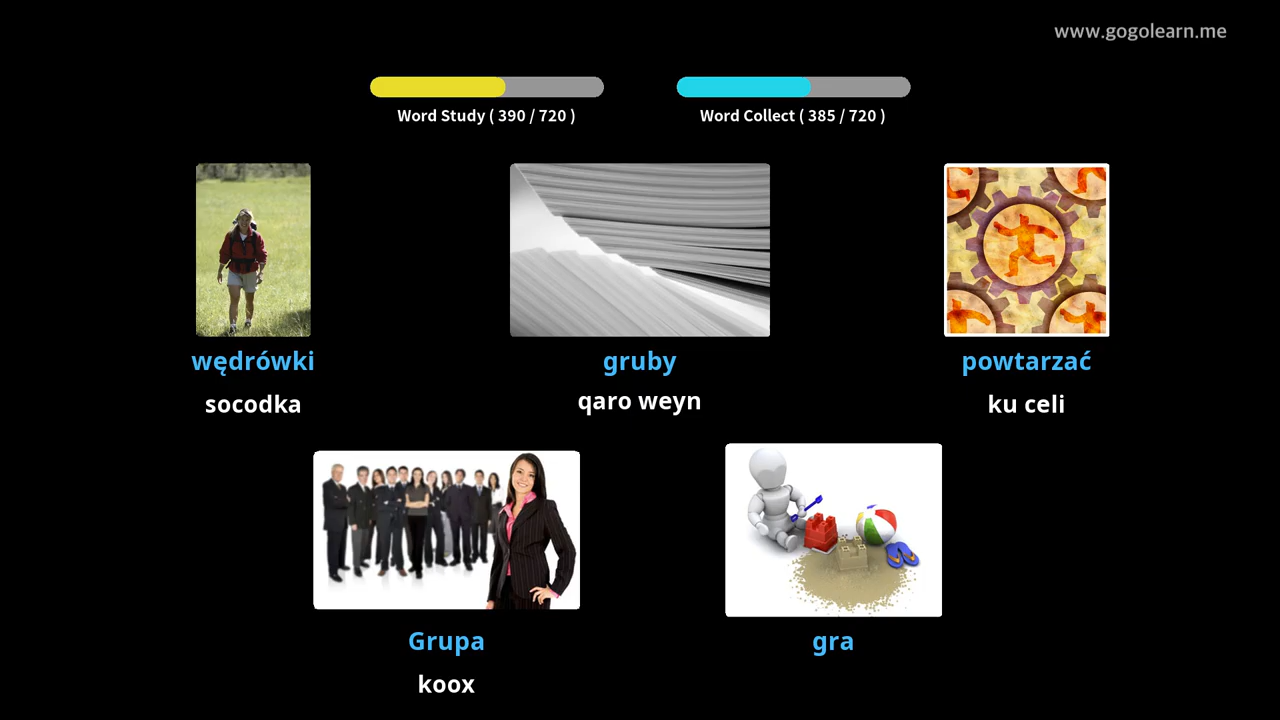 www.gogolearn.me
Word Study ( 390 / 720 )
Word Collect ( 385 / 720 )
wędrówki
gruby
powtarzać
socodka
qaro weyn
ku celi
Grupa
gra
koox